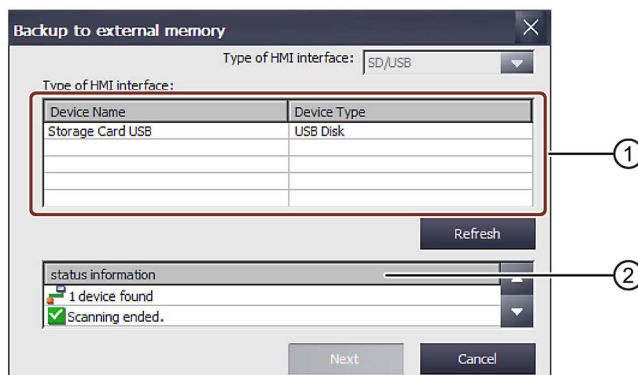 Backup to external memory
Type of HMI interface: SD/USB
Type of HMI interface:
Device Name Device Type
Storage Card USB USB Disk
1
Refresh
status information
2
1 device found
Scanning ended.
Next Cancel